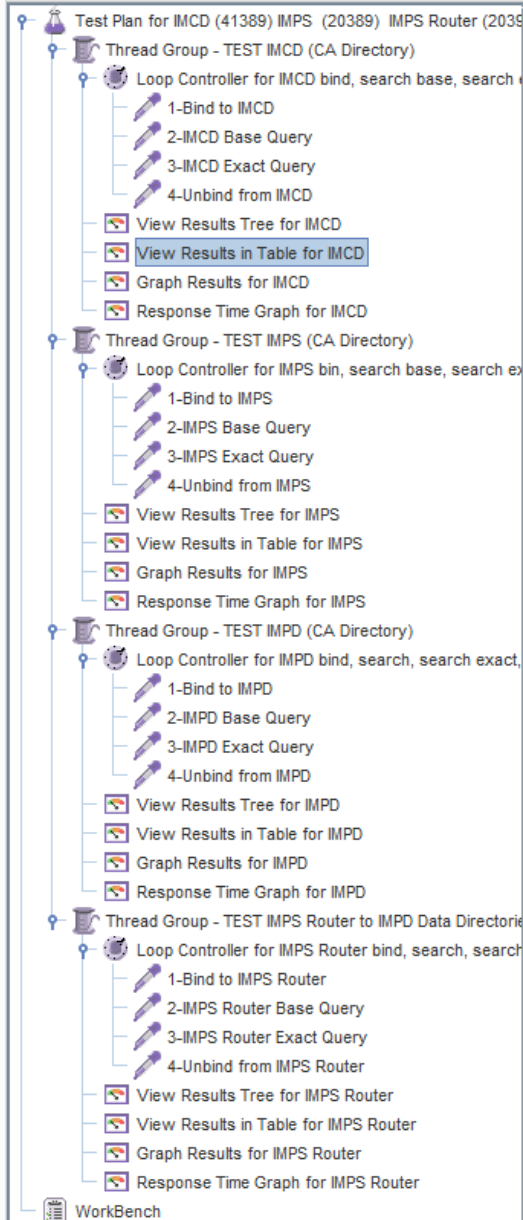 Test Plan for IMCD (41389) IMPS (20389) IMPS Router (2039
Thread Group - TEST IMCD (CA Directory)
Loop Controller for IMCD bind, search base, search e
1-Bind to IMCD
2-IMCD Base Query
3-IMCD Exact Query
4-Unbind from IMCD
View Results Tree for IMCD
View Results in Table for IMCD
Graph Results for IMCD
Response Time Graph for IMCD
Thread Group - TEST IMPS (CA Directory)
Loop Controller for IMPS bin, search base, search ex
1-Bind to IMPS
2-IMPS Base Query
3-IMPS Exact Query
4-Unbind from IMPS
View Results Tree for IMPS
View Results in Table for IMPS
Graph Results for IMPS
Response Time Graph for IMPS
Thread Group - TEST IMPD (CA Directory)
Loop Controller for IMPD bind, search, search exact,
1-Bind to IMPD
2-IMPD Base Query
3-IMPD Exact Query
4-Unbind from IMPD
View Results Tree for IMPD
View Results in Table for IMPD
Graph Results for IMPD
Response Time Graph for IMPD
Thread Group - TEST IMPS Router to IMPD Data Directorie
Loop Controller for IMPS Router bind, search, search
1-Bind to IMPS Router
2-IMPS Router Base Query
3-IMPS Router Exact Query
4-Unbind from IMPS Router
View Results Tree for IMPS Router
View Results in Table for IMPS Router
Graph Results for IMPS Router
Response Time Graph for IMPS Router
WorkBench